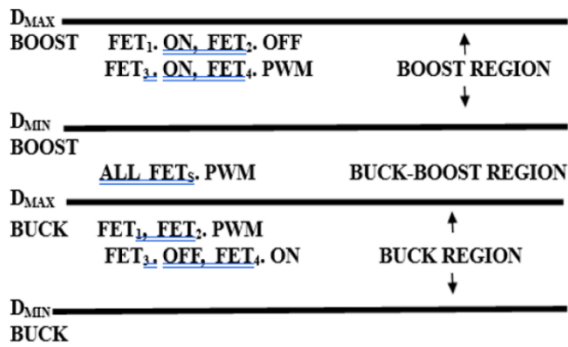 DMAX
BOOST FET1. ON, FET2. OFF
FET3. ON, FET4. PWM BOOST REGION
DMIN
BOOST
ALL FETS. PWM BUCK-BOOST REGION
DMAX
BUCK FET1, FET2. PWM
FET3. OFF, FET4. ON BUCK REGION
DMIN
BUCK